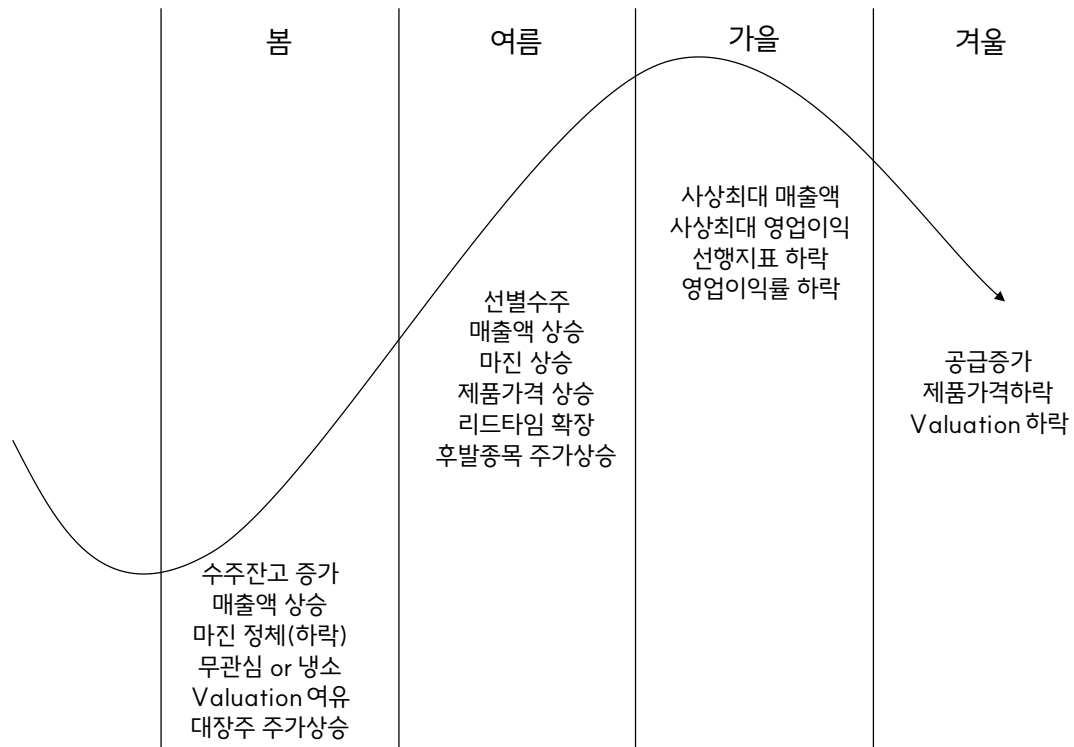 봄
여름
가을
겨울
사상최대 매출액
사상최대 영업이익
선행지표 하락
영업이익률 하락
선별수주
매출액 상승
마진 상승
제품가격 상승
리드타임 확장
후발종목 주가상승
공급증가
제품가격하락
Valuation 하락
수주잔고 증가
매출액 상승
마진 정체(하락)
무관심 or 냉소
Valuation 여유
대장주 주가상승